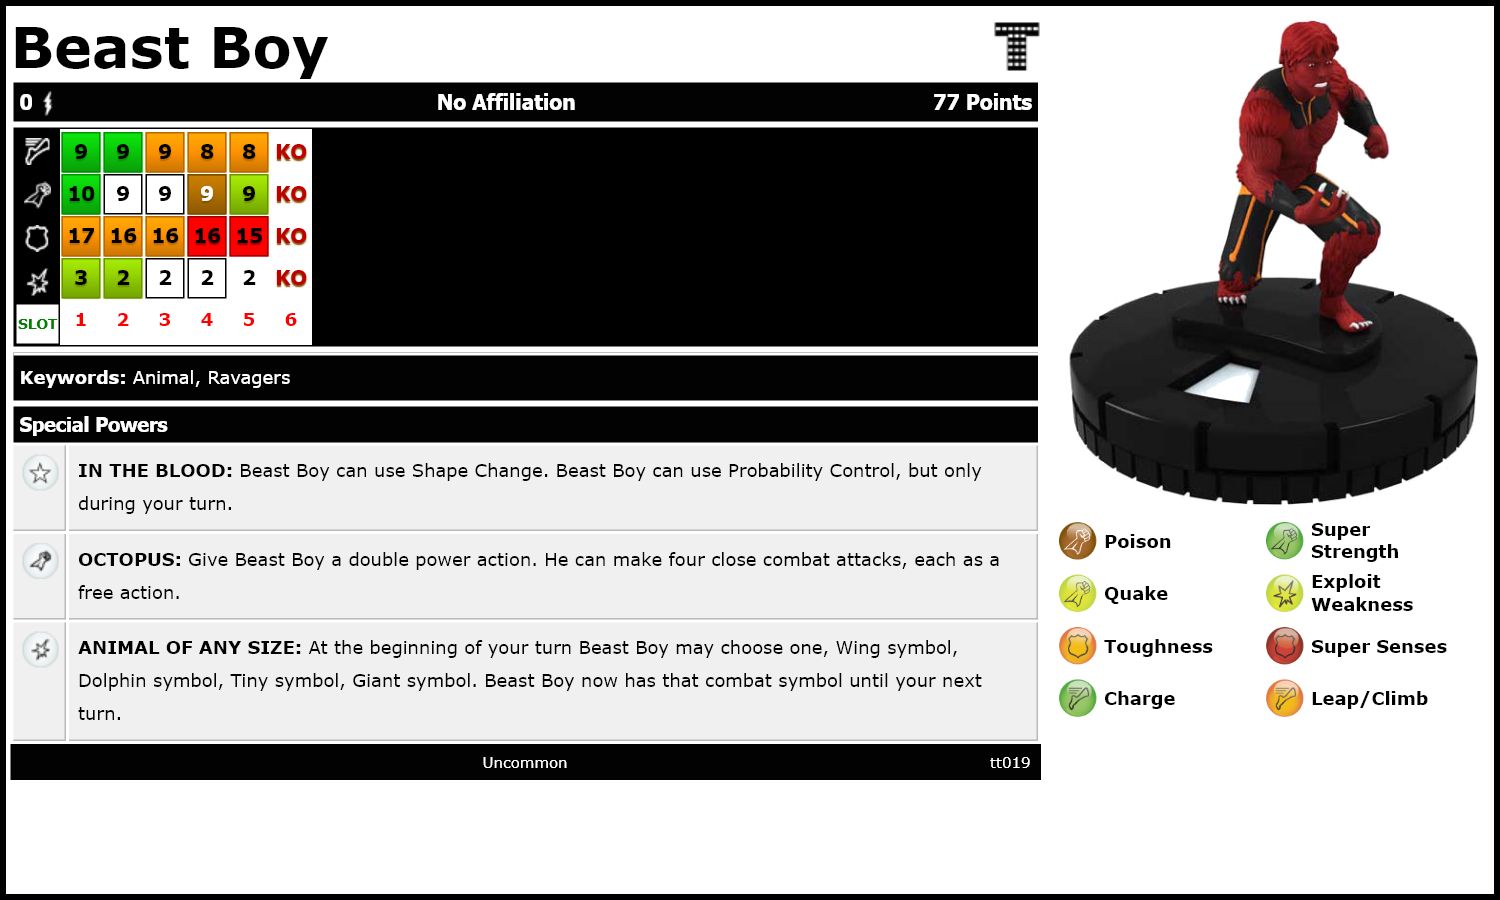 Beast Boy
T
0 No Affiliation 77 Points
9 9 9 8 8 KO
10 9 9 9 9 KO
17 16 16 16 15 KO
3 2 2 2 2 KO
SLOT 1 2 3 4 5 6
Keywords: Animal, Ravagers
Special Powers
IN THE BLOOD: Beast Boy can use Shape Change. Beast Boy can use Probability Control, but only
during your turn.
OCTOPUS: Give Beast Boy a double power action. He can make four close combat attacks, each as a
free action.
ANIMAL OF ANY SIZE: At the beginning of your turn Beast Boy may choose one, Wing symbol,
Dolphin symbol, Tiny symbol, Giant symbol. Beast Boy now has that combat symbol until your next
turn.
Uncommon tt019
Poison
Super
Strength
Quake
Exploit
Weakness
Toughness
Super Senses
Charge
Leap/Climb